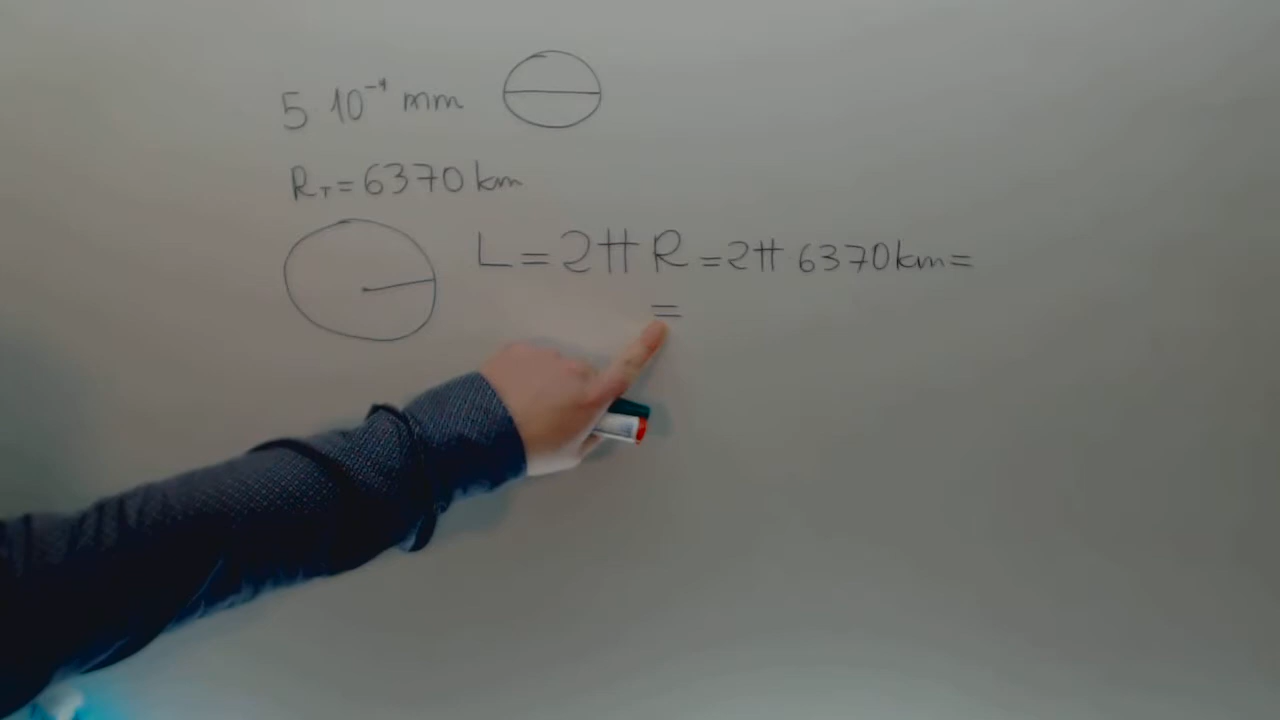 5 10⁻⁴ mm
R_T = 6370 km
L = 2π R = 2π 6370 km =
=